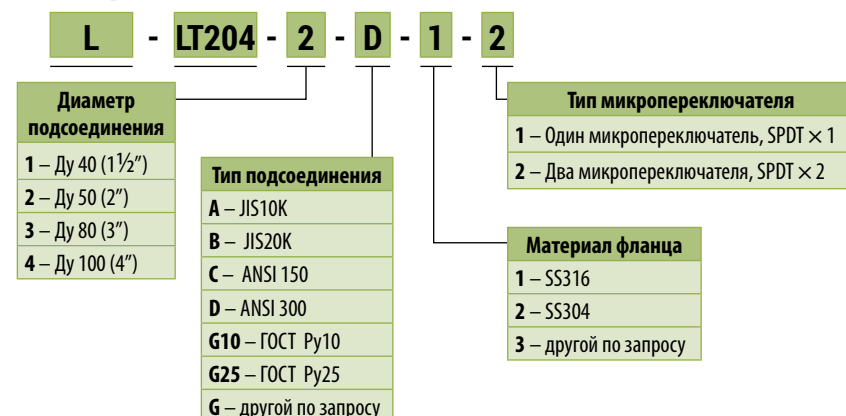 L - LT204 - 2 - D - 1 - 2
Диаметр
подсоединения
1 – Ду 40 (1½″)
2 – Ду 50 (2″)
3 – Ду 80 (3″)
4 – Ду 100 (4″)
Тип подсоединения
A – JIS10K
B – JIS20K
C – ANSI 150
D – ANSI 300
G10 – ГОСТ Ру10
G25 – ГОСТ Ру25
G – другой по запросу
Тип микропереключателя
1 – Один микропереключатель, SPDT × 1
2 – Два микропереключателя, SPDT × 2
Материал фланца
1 – SS316
2 – SS304
3 – другой по запросу